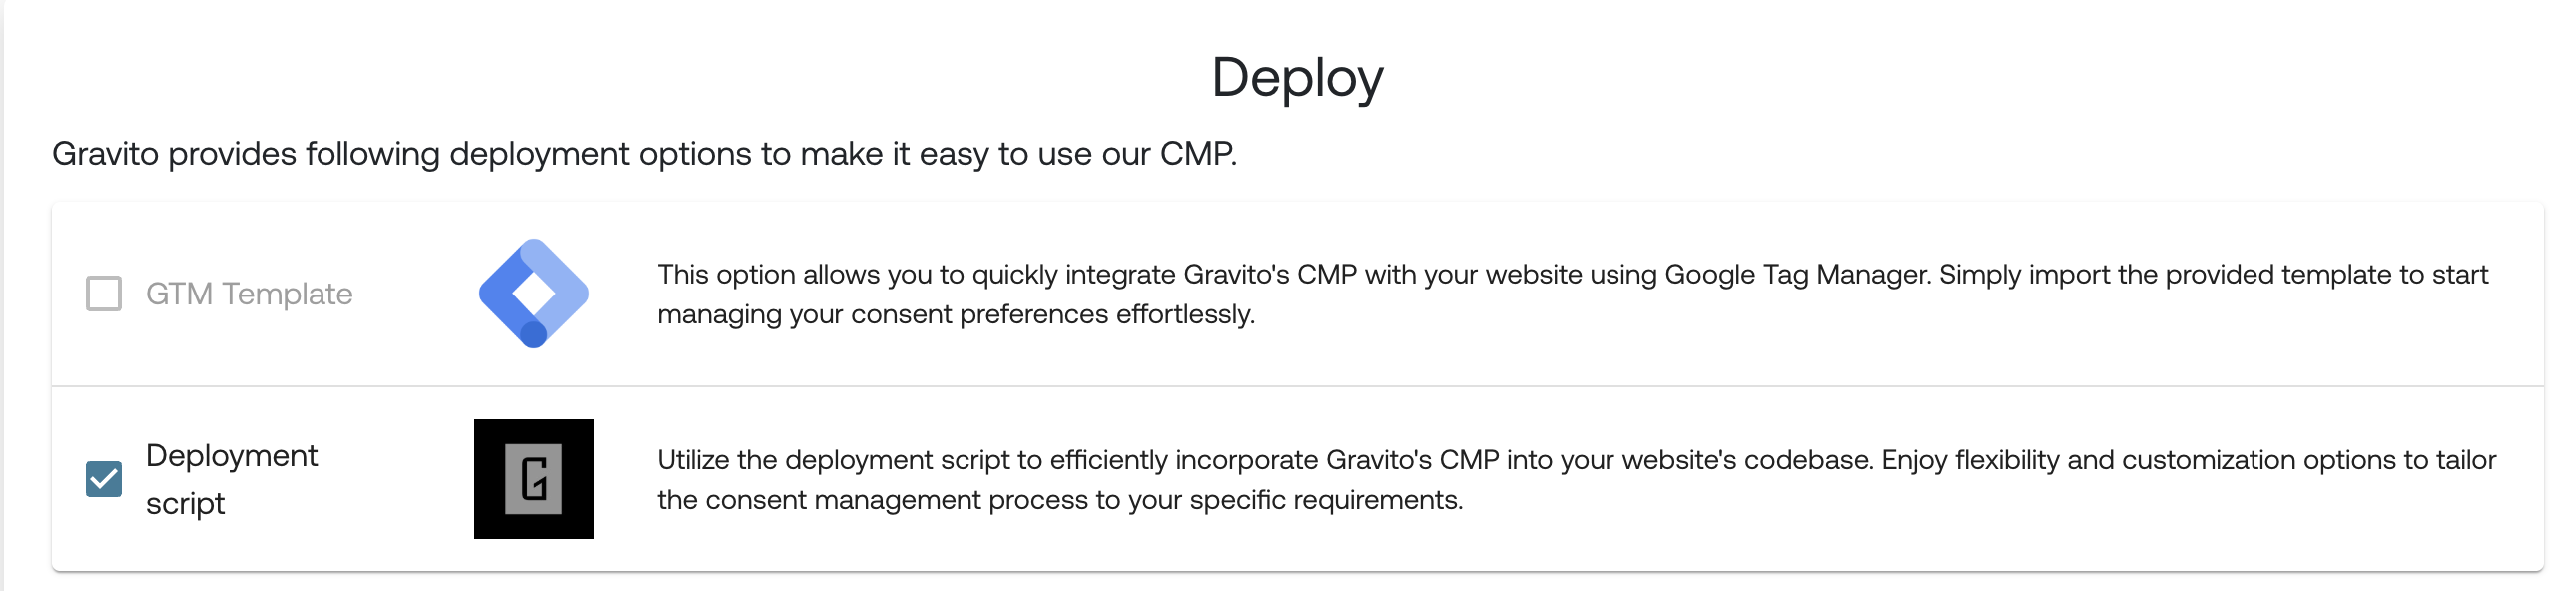 Deploy
Gravito provides following deployment options to make it easy to use our CMP.
GTM Template
This option allows you to quickly integrate Gravito's CMP with your website using Google Tag Manager. Simply import the provided template to start
managing your consent preferences effortlessly.
Deployment
script
G
Utilize the deployment script to efficiently incorporate Gravito's CMP into your website's codebase. Enjoy flexibility and customization options to tailor
the consent management process to your specific requirements.